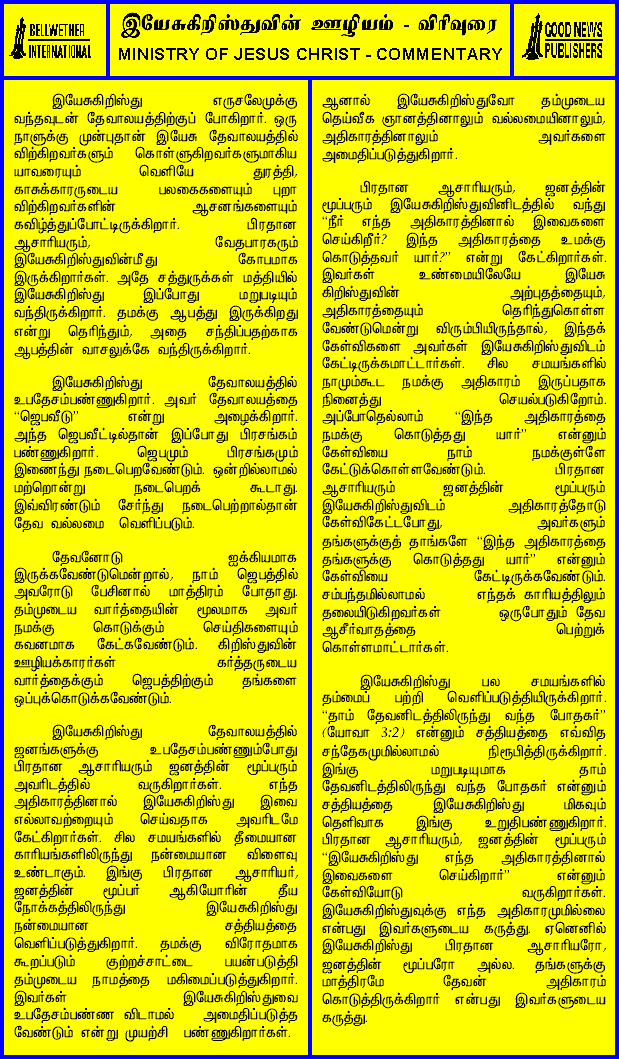 BELLWETHER
INTERNATIONAL
இயேசுகிறிஸ்துவின் ஊழியம் - விரிவுரை
MINISTRY OF JESUS CHRIST - COMMENTARY
GOOD NEWS
PUBLISHERS
இயேசுகிறிஸ்து எருசலேமுக்கு
வந்தவுடன் தேவாலயத்திற்குப் போகிறார். ஒரு
நாளுக்கு முன்புதான் இயேசு தேவாலயத்தில்
விற்கிறவர்களும் கொள்ளுகிறவர்களுமாகிய
யாவரையும் வெளியே துரத்தி,
காசுக்காரருடைய பலகைகளையும் புறா
விற்கிறவர்களின் ஆசனங்களையும்
கவிழ்த்துப்போட்டிருக்கிறார். பிரதான
ஆசாரியரும், வேதபாரகரும்
இயேசுகிறிஸ்துவின்மீது கோபமாக
இருக்கிறார்கள். அதே சத்துருக்கள் மத்தியில்
இயேசுகிறிஸ்து இப்போது மறுபடியும்
வந்திருக்கிறார். தமக்கு ஆபத்து இருக்கிறது
என்று தெரிந்தும், அதை சந்திப்பதற்காக
ஆபத்தின் வாசலுக்கே வந்திருக்கிறார்.
இயேசுகிறிஸ்து தேவாலயத்தில்
உபதேசம்பண்ணுகிறார். அவர் தேவாலயத்தை
“ஜெபவீடு” என்று அழைக்கிறார்.
அந்த ஜெபவீட்டில்தான் இப்போது பிரசங்கம்
பண்ணுகிறார். ஜெபமும் பிரசங்கமும்
இணைந்து நடைபெறவேண்டும். ஒன்றில்லாமல்
மற்றொன்று நடைபெறக் கூடாது.
இவ்விரண்டும் சேர்ந்து நடைபெற்றால்தான்
தேவ வல்லமை வெளிப்படும்.
தேவனோடு ஐக்கியமாக
இருக்கவேண்டுமென்றால், நாம் ஜெபத்தில்
அவரோடு பேசினால் மாத்திரம் போதாது.
தம்முடைய வார்த்தையின் மூலமாக அவர்
நமக்கு கொடுக்கும் செய்திகளையும்
கவனமாக கேட்கவேண்டும். கிறிஸ்துவின்
ஊழியக்காரர்கள் கர்த்தருடைய
வார்த்தைக்கும் ஜெபத்திற்கும் தங்களை
ஒப்புக்கொடுக்கவேண்டும்.
இயேசுகிறிஸ்து தேவாலயத்தில்
ஜனங்களுக்கு உபதேசம்பண்ணும்போது
பிரதான ஆசாரியரும் ஜனத்தின் மூப்பரும்
அவரிடத்தில் வருகிறார்கள். எந்த
அதிகாரத்தினால் இயேசுகிறிஸ்து இவை
எல்லாவற்றையும் செய்வதாக அவரிடமே
கேட்கிறார்கள். சில சமயங்களில் தீமையான
காரியங்களிலிருந்து நன்மையான விளைவு
உண்டாகும். இங்கு பிரதான ஆசாரியர்,
ஜனத்தின் மூப்பர் ஆகியோரின் தீய
நோக்கத்திலிருந்து இயேசுகிறிஸ்து
நன்மையான சத்தியத்தை
வெளிப்படுத்துகிறார். தமக்கு விரோதமாக
கூறப்படும் குற்றச்சாட்டை பயன்படுத்தி
தம்முடைய நாமத்தை மகிமைப்படுத்துகிறார்.
இவர்கள் இயேசுகிறிஸ்துவை
உபதேசம்பண்ண விடாமல் அமைதிப்படுத்த
வேண்டும் என்று முயற்சி பண்ணுகிறார்கள்.
ஆனால் இயேசுகிறிஸ்துவோ தம்முடைய
தெய்வீக ஞானத்தினாலும் வல்லமையினாலும்,
அதிகாரத்தினாலும் அவர்களை
அமைதிப்படுத்துகிறார்.
பிரதான ஆசாரியரும், ஜனத்தின்
மூப்பரும் இயேசுகிறிஸ்துவினிடத்தில் வந்து
“நீர் எந்த அதிகாரத்தினால் இவைகளை
செய்கிறீர்? இந்த அதிகாரத்தை உமக்கு
கொடுத்தவர் யார்?” என்று கேட்கிறார்கள்.
இவர்கள் உண்மையிலேயே இயேசு
கிறிஸ்துவின் அற்புதத்தையும்,
அதிகாரத்தையும் தெரிந்துகொள்ள
வேண்டுமென்று விரும்பியிருந்தால், இந்தக்
கேள்விகளை அவர்கள் இயேசுகிறிஸ்துவிடம்
கேட்டிருக்கமாட்டார்கள். சில சமயங்களில்
நாமும்கூட நமக்கு அதிகாரம் இருப்பதாக
நினைத்து செயல்படுகிறோம்.
அப்போதெல்லாம் “இந்த அதிகாரத்தை
நமக்கு கொடுத்தது யார்” என்னும்
கேள்வியை நாம் நமக்குள்ளே
கேட்டுக்கொள்ளவேண்டும். பிரதான
ஆசாரியரும் ஜனத்தின் மூப்பரும்
இயேசுகிறிஸ்துவிடம் அதிகாரத்தோடு
கேள்விகேட்டபோது, அவர்களும்
தங்களுக்குத் தாங்களே “இந்த அதிகாரத்தை
தங்களுக்கு கொடுத்தது யார்” என்னும்
கேள்வியை கேட்டிருக்கவேண்டும்.
சம்பந்தமில்லாமல் எந்தக் காரியத்திலும்
தலையிடுகிறவர்கள் ஒருபோதும் தேவ
ஆசீர்வாதத்தை பெற்றுக்
கொள்ளமாட்டார்கள்.
இயேசுகிறிஸ்து பல சமயங்களில்
தம்மைப் பற்றி வெளிப்படுத்தியிருக்கிறார்.
“தாம் தேவனிடத்திலிருந்து வந்த போதகர்”
(யோவா 3:2) என்னும் சத்தியத்தை எவ்வித
சந்தேகமுமில்லாமல் நிரூபித்திருக்கிறார்.
இங்கு மறுபடியுமாக தாம்
தேவனிடத்திலிருந்து வந்த போதகர் என்னும்
சத்தியத்தை இயேசுகிறிஸ்து மிகவும்
தெளிவாக இங்கு உறுதிபண்ணுகிறார்.
பிரதான ஆசாரியரும், ஜனத்தின் மூப்பரும்
“இயேசுகிறிஸ்து எந்த அதிகாரத்தினால்
இவைகளை செய்கிறார்” என்னும்
கேள்வியோடு வருகிறார்கள்.
இயேசுகிறிஸ்துவுக்கு எந்த அதிகாரமுமில்லை
என்பது இவர்களுடைய கருத்து. ஏனெனில்
இயேசுகிறிஸ்து பிரதான ஆசாரியரோ,
ஜனத்தின் மூப்பரோ அல்ல. தங்களுக்கு
மாத்திரமே தேவன் அதிகாரம்
கொடுத்திருக்கிறார் என்பது இவர்களுடைய
கருத்து.